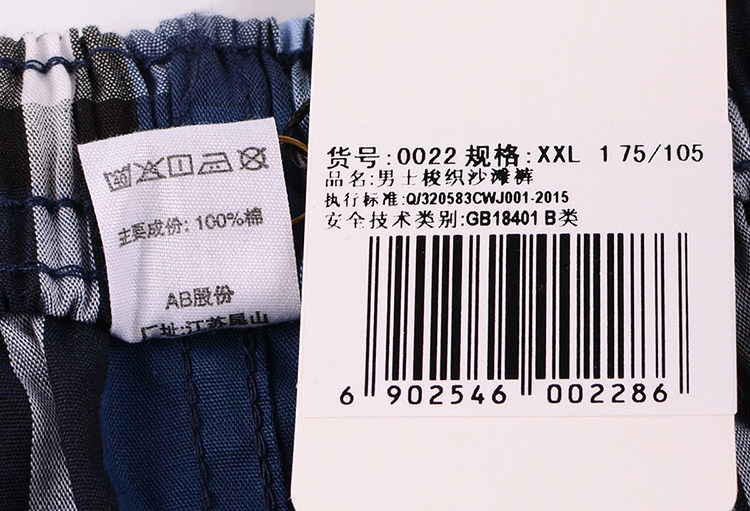 主要成份: 100%棉
AB股份
厂址:江苏昆山
货号:0022 规格:XXL 175/105
品名:男士梭织沙滩裤
执行标准:Q/320583CWJ001-2015
安全技术类别:GB18401 B类
6 902546 002286